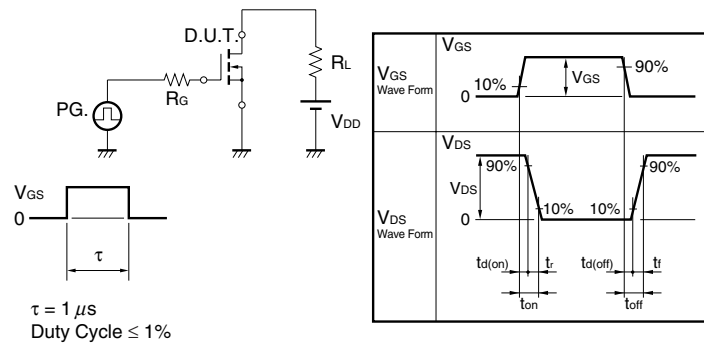 D.U.T.
RL
RG
PG.
VDD
VGS
0
τ
τ = 1 μs
Duty Cycle ≤ 1%
VGS
Wave Form
VGS
10%
VGS
90%
0
VDS
Wave Form
VDS
90%
VDS
90%
10%
10%
0
td(on)
tr
td(off)
tf
ton
toff